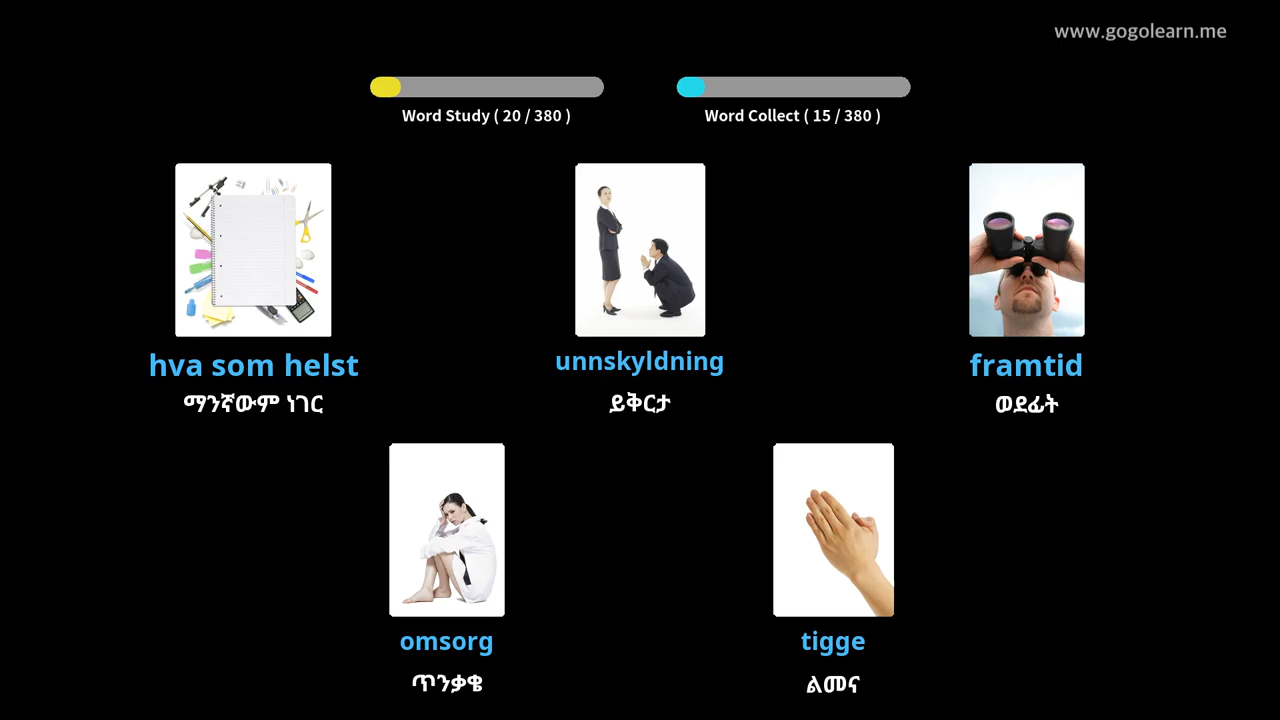 www.gogolearn.me
Word Study ( 20 / 380 )
Word Collect ( 15 / 380 )
hva som helst
ማንኛውም ነገር
unnskyldning
ይቅርታ
framtid
ወደፊት
omsorg
ጥንቃቄ
tigge
ልመና